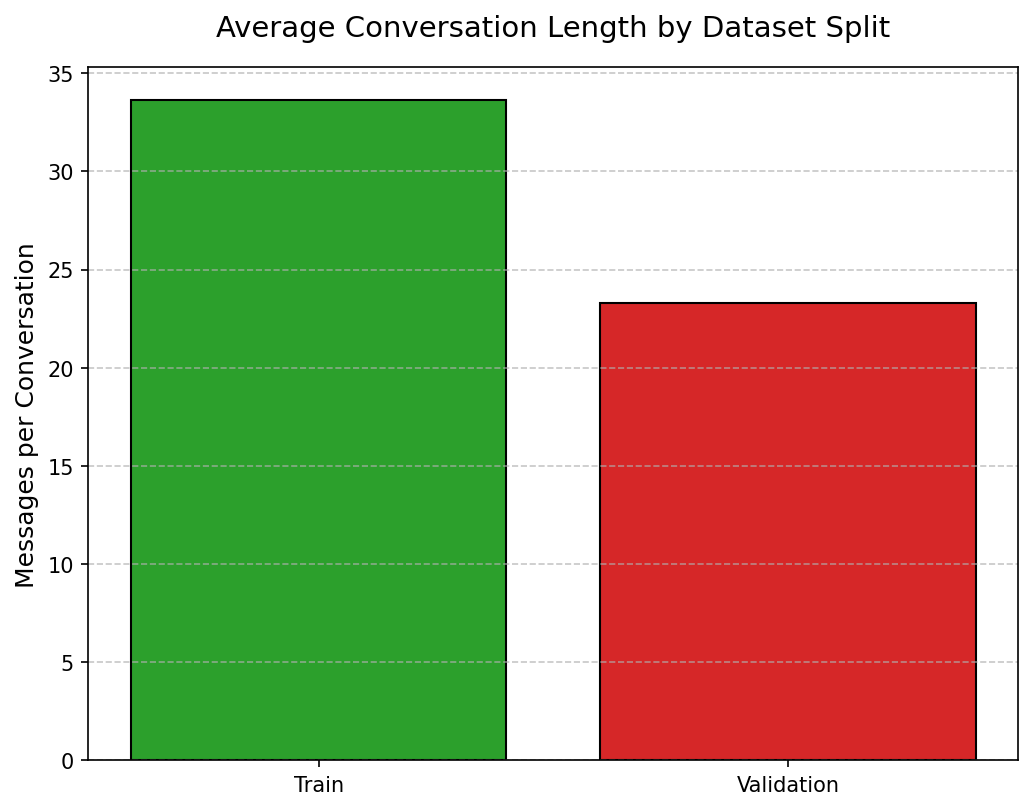 Average Conversation Length by Dataset Split
Messages per Conversation
35
30
25
20
15
10
5
0
Train
Validation